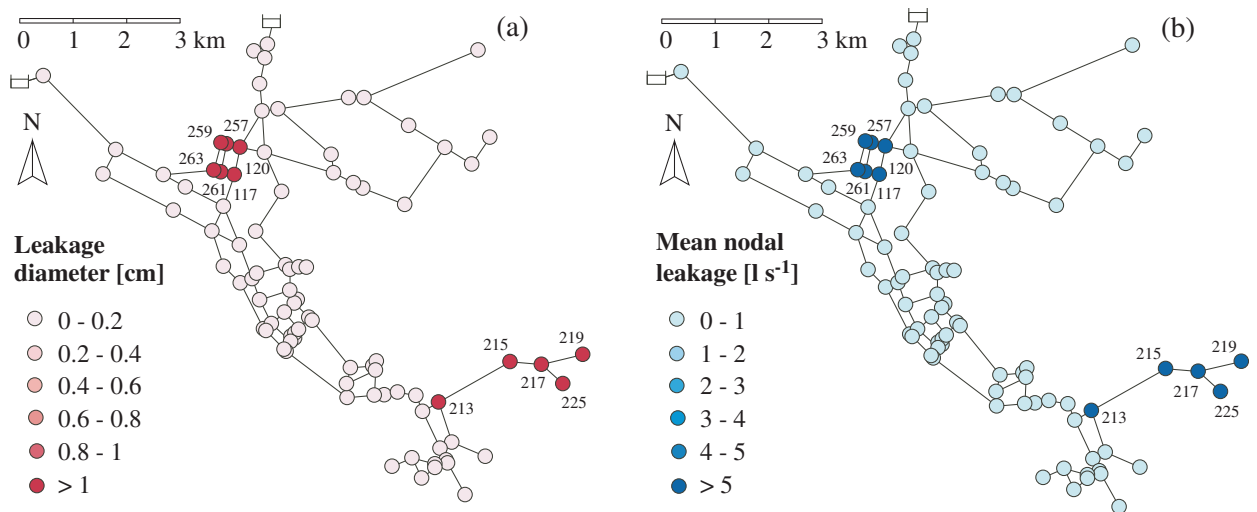 (a)
0 1 2 3 km
N
259
257
263
120
261
117
Leakage
diameter [cm]
0 - 0.2
0.2 - 0.4
0.4 - 0.6
0.6 - 0.8
0.8 - 1
> 1
215
219
217
225
213
(b)
0 1 2 3 km
N
259
257
263
120
261
117
Mean nodal
leakage [l s⁻¹]
0 - 1
1 - 2
2 - 3
3 - 4
4 - 5
> 5
215
219
217
225
213